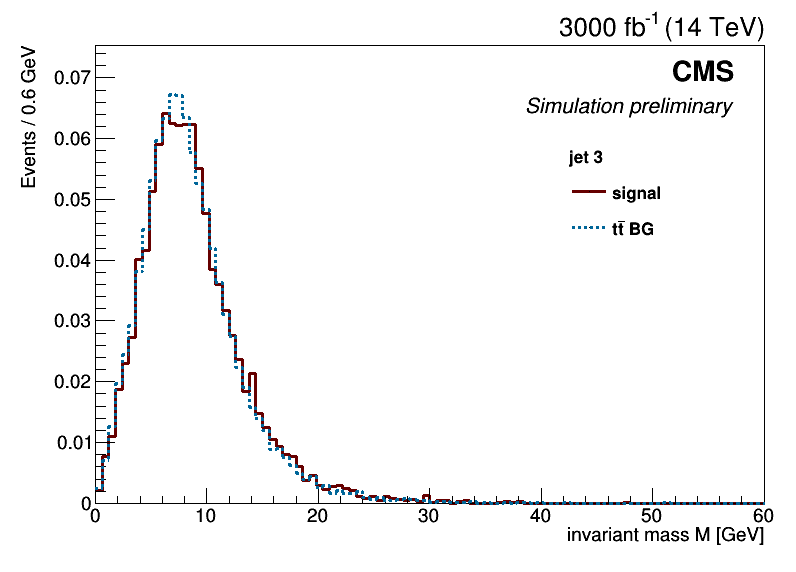 3000 fb⁻¹ (14 TeV)
CMS
Simulation preliminary
jet 3
signal
tt̄ BG
Events / 0.6 GeV
0.07
0.06
0.05
0.04
0.03
0.02
0.01
0
0 10 20 30 40 50 60
invariant mass M [GeV]